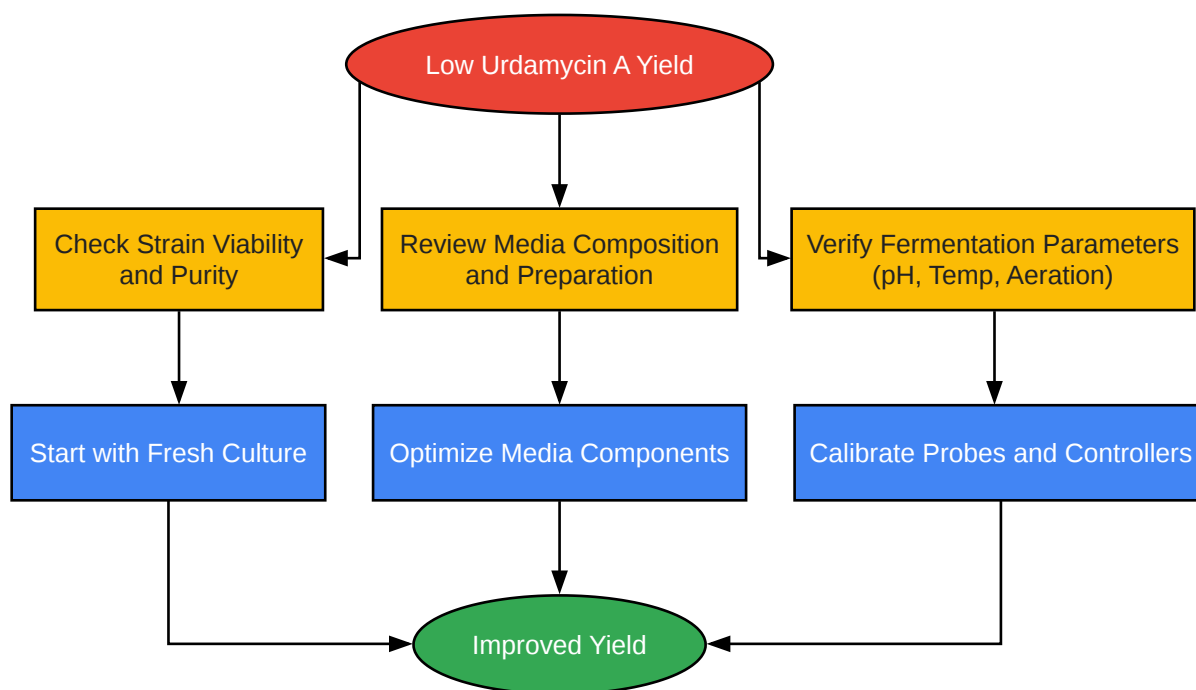 Low Urdamycin A Yield
Check Strain Viability
and Purity
Review Media Composition
and Preparation
Verify Fermentation Parameters
(pH, Temp, Aeration)
Start with Fresh Culture
Optimize Media Components
Calibrate Probes and Controllers
Improved Yield